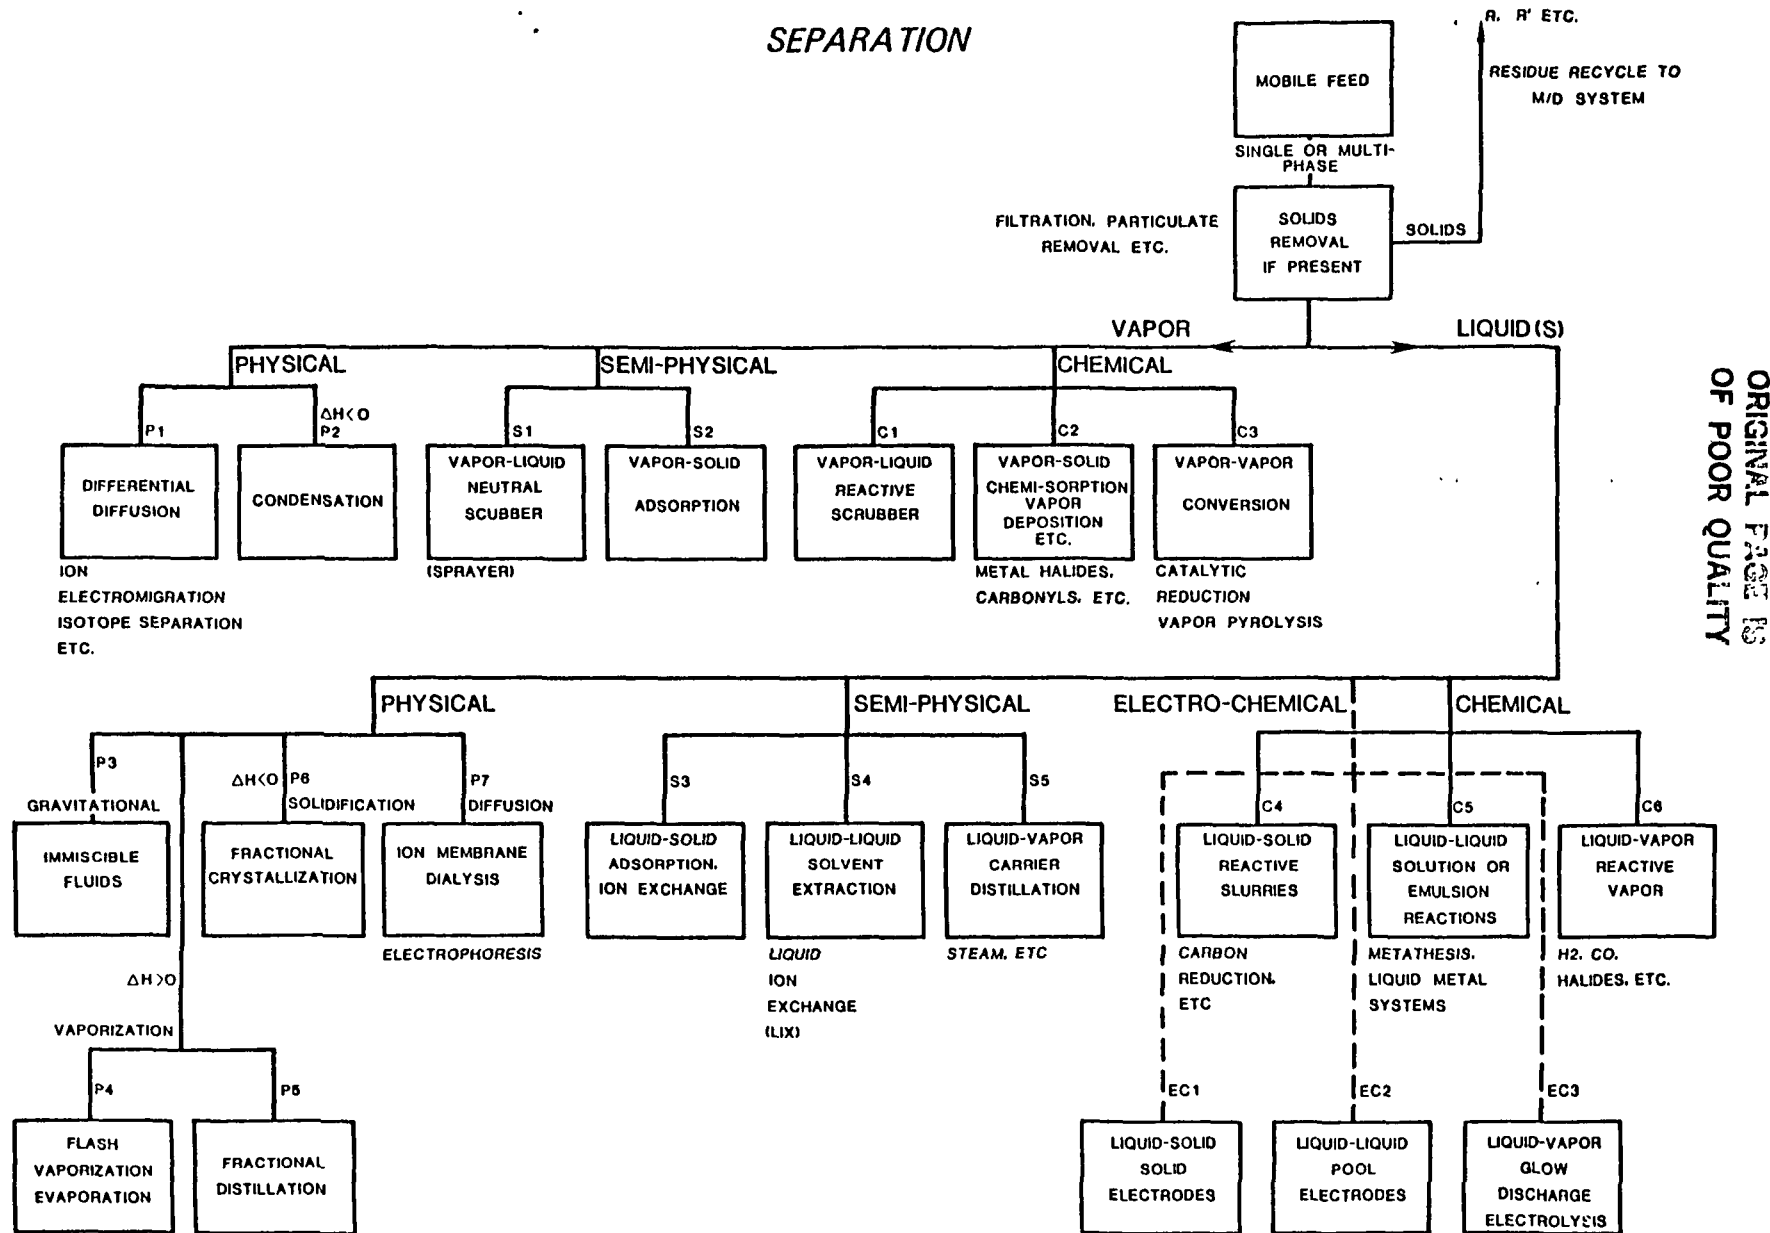 SEPARATION
R, R' ETC.
RESIDUE RECYCLE TO
M/D SYSTEM
MOBILE FEED
SINGLE OR MULTI-
PHASE
FILTRATION, PARTICULATE
REMOVAL ETC.
SOLIDS
REMOVAL
IF PRESENT
SOLIDS
VAPOR
LIQUID(S)
PHYSICAL
SEMI-PHYSICAL
CHEMICAL
P1
ΔH<O
P2
S1
S2
C1
C2
C3
DIFFERENTIAL
DIFFUSION
CONDENSATION
VAPOR-LIQUID
NEUTRAL
SCUBBER
VAPOR-SOLID
ADSORPTION
VAPOR-LIQUID
REACTIVE
SCRUBBER
VAPOR-SOLID
CHEMI-SORPTION
VAPOR
DEPOSITION
ETC.
VAPOR-VAPOR
CONVERSION
ION
ELECTROMIGRATION
ISOTOPE SEPARATION
ETC.
(SPRAYER)
METAL HALIDES,
CARBONYLS, ETC.
CATALYTIC
REDUCTION
VAPOR PYROLYSIS
ORIGINAL PAGE IS
OF POOR QUALITY
PHYSICAL
SEMI-PHYSICAL
ELECTRO-CHEMICAL
CHEMICAL
P3
GRAVITATIONAL
ΔH<O P6
SOLIDIFICATION
P7
DIFFUSION
S3
S4
S5
C4
C5
C6
IMMISCIBLE
FLUIDS
FRACTIONAL
CRYSTALLIZATION
ION MEMBRANE
DIALYSIS
LIQUID-SOLID
ADSORPTION,
ION EXCHANGE
LIQUID-LIQUID
SOLVENT
EXTRACTION
LIQUID-VAPOR
CARRIER
DISTILLATION
LIQUID-SOLID
REACTIVE
SLURRIES
LIQUID-LIQUID
SOLUTION OR
EMULSION
REACTIONS
LIQUID-VAPOR
REACTIVE
VAPOR
ELECTROPHORESIS
LIQUID
ION
EXCHANGE
(LIX)
STEAM, ETC
CARBON
REDUCTION,
ETC
METATHESIS,
LIQUID METAL
SYSTEMS
H2, CO,
HALIDES, ETC.
ΔH>O
VAPORIZATION
P4
P5
EC1
EC2
EC3
FLASH
VAPORIZATION
EVAPORATION
FRACTIONAL
DISTILLATION
LIQUID-SOLID
SOLID
ELECTRODES
LIQUID-LIQUID
POOL
ELECTRODES
LIQUID-VAPOR
GLOW
DISCHARGE
ELECTROLYSIS